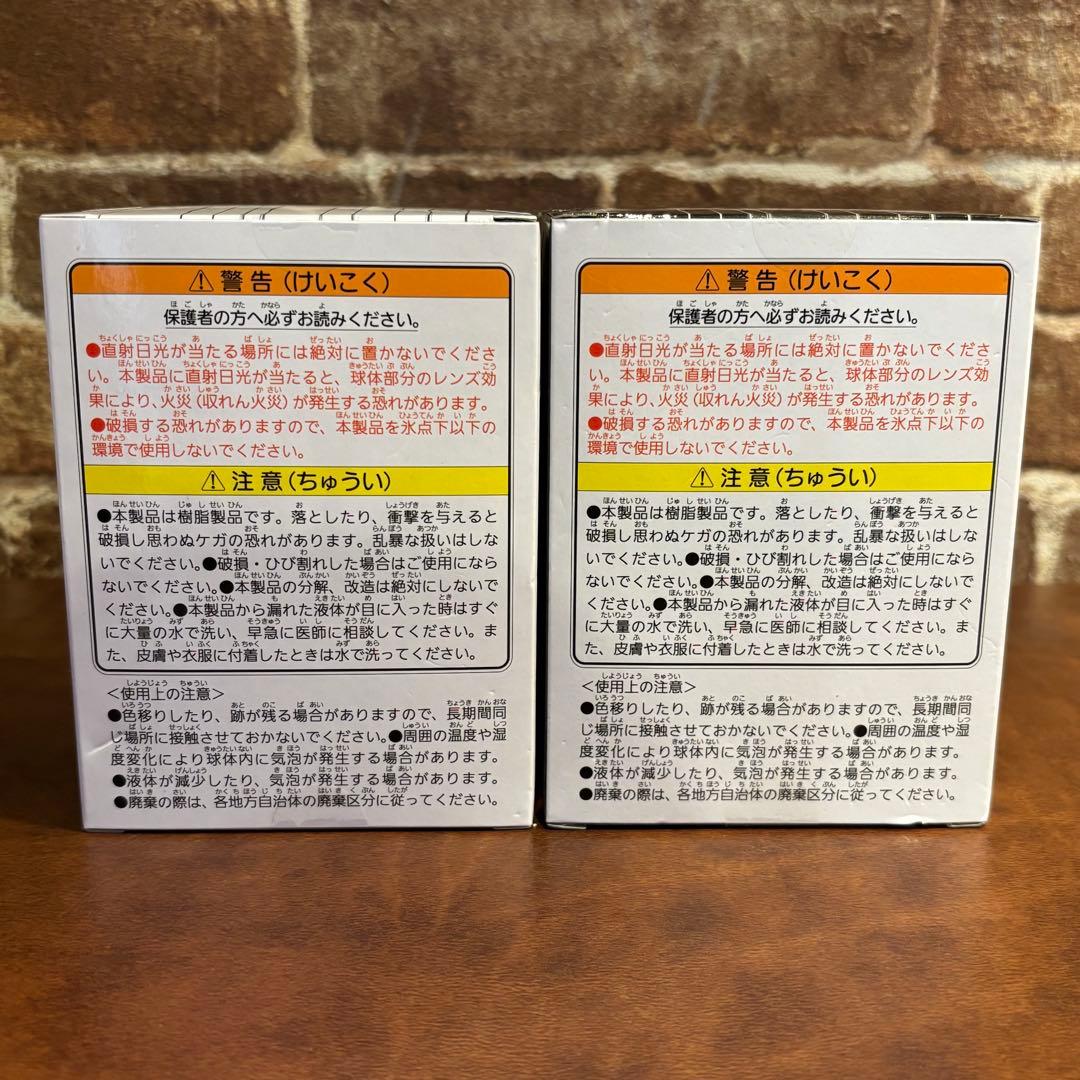 ⚠警告(けいこく)
保護者の方へ必ずお読みください。
●直射日光が当たる場所には絶対に置かないでくださ
い。本製品に直射日光が当たると、球体部分のレンズ効
果により、火災(収れん火災)が発生する恐れがあります。
●破損する恐れがありますので、本製品を氷点下以下の
環境で使用しないでください。
⚠注意(ちゅうい)
●本製品は樹脂製品です。落としたり、衝撃を与えると
破損し思わぬケガの恐れがあります。乱暴な扱いはしな
いでください。●破損・ひび割れした場合はご使用になら
ないでください。●本製品の分解、改造は絶対にしないで
ください。●本製品から漏れた液体が目に入った時はすぐ
に大量の水で洗い、早急に医師に相談してください。ま
た、皮膚や衣服に付着したときは水で洗ってください。
<使用上の注意>
●色移りしたり、跡が残る場合がありますので、長期間同
じ場所に接触させておかないでください。●周囲の温度や湿
度変化により球体内に気泡が発生する場合があります。
●液体が減少したり、気泡が発生する場合があります。
●廃棄の際は、各地方自治体の廃棄区分に従ってください。
⚠警告(けいこく)
保護者の方へ必ずお読みください。
●直射日光が当たる場所には絶対に置かないでくださ
い。本製品に直射日光が当たると、球体部分のレンズ効
果により、火災(収れん火災)が発生する恐れがあります。
●破損する恐れがありますので、本製品を氷点下以下の
環境で使用しないでください。
⚠注意(ちゅうい)
●本製品は樹脂製品です。落としたり、衝撃を与えると
破損し思わぬケガの恐れがあります。乱暴な扱いはしな
いでください。●破損・ひび割れした場合はご使用になら
ないでください。●本製品の分解、改造は絶対にしないで
ください。●本製品から漏れた液体が目に入った時はすぐ
に大量の水で洗い、早急に医師に相談してください。ま
た、皮膚や衣服に付着したときは水で洗ってください。
<使用上の注意>
●色移りしたり、跡が残る場合がありますので、長期間同
じ場所に接触させておかないでください。●周囲の温度や湿
度変化により球体内に気泡が発生する場合があります。
●液体が減少したり、気泡が発生する場合があります。
●廃棄の際は、各地方自治体の廃棄区分に従ってください。